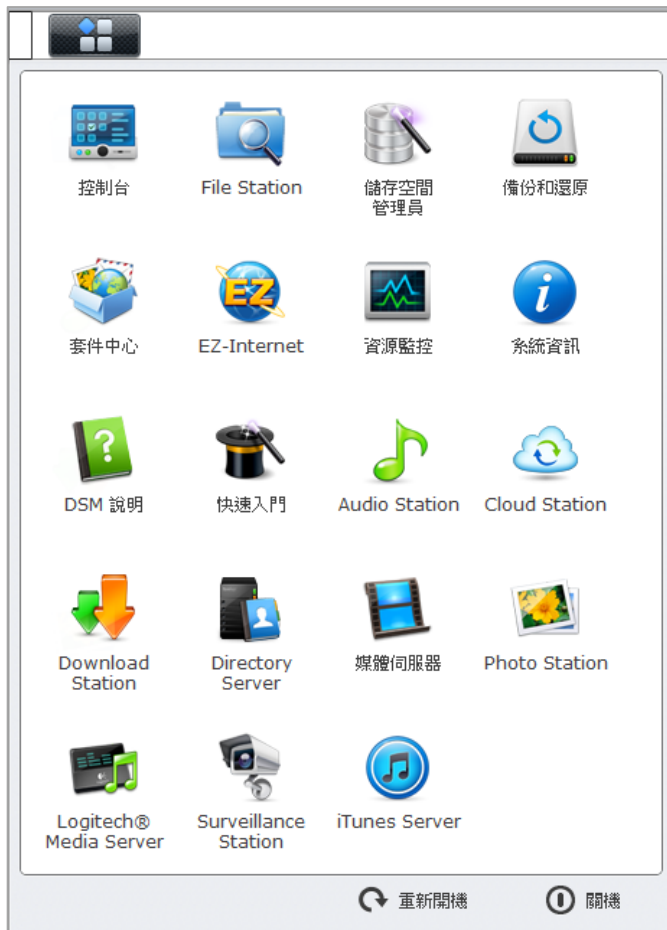 控制台
File Station
儲存空間
管理員
備份和還原
套件中心
EZ
EZ-Internet
資源監控
i
系統資訊
?
DSM 說明
快速入門
Audio Station
Cloud Station
Download
Station
Directory
Server
媒體伺服器
Photo Station
Logitech®
Media Server
Surveillance
Station
iTunes Server
重新開機
關機